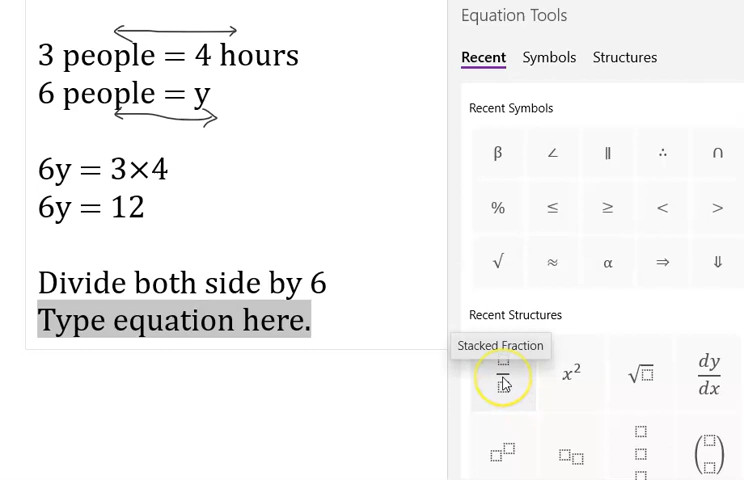 Equation Tools
3 people = 4 hours
6 people = y
6y = 3×4
6y = 12
Divide both side by 6
Type equation here.
Recent Symbols Structures
Recent Symbols
β ∠ ∥ ∴ ∩
% ≤ ≥ < >
√ ≈ α ⇒ ⇓
Recent Structures
Stacked Fraction
x² √ dy/dx